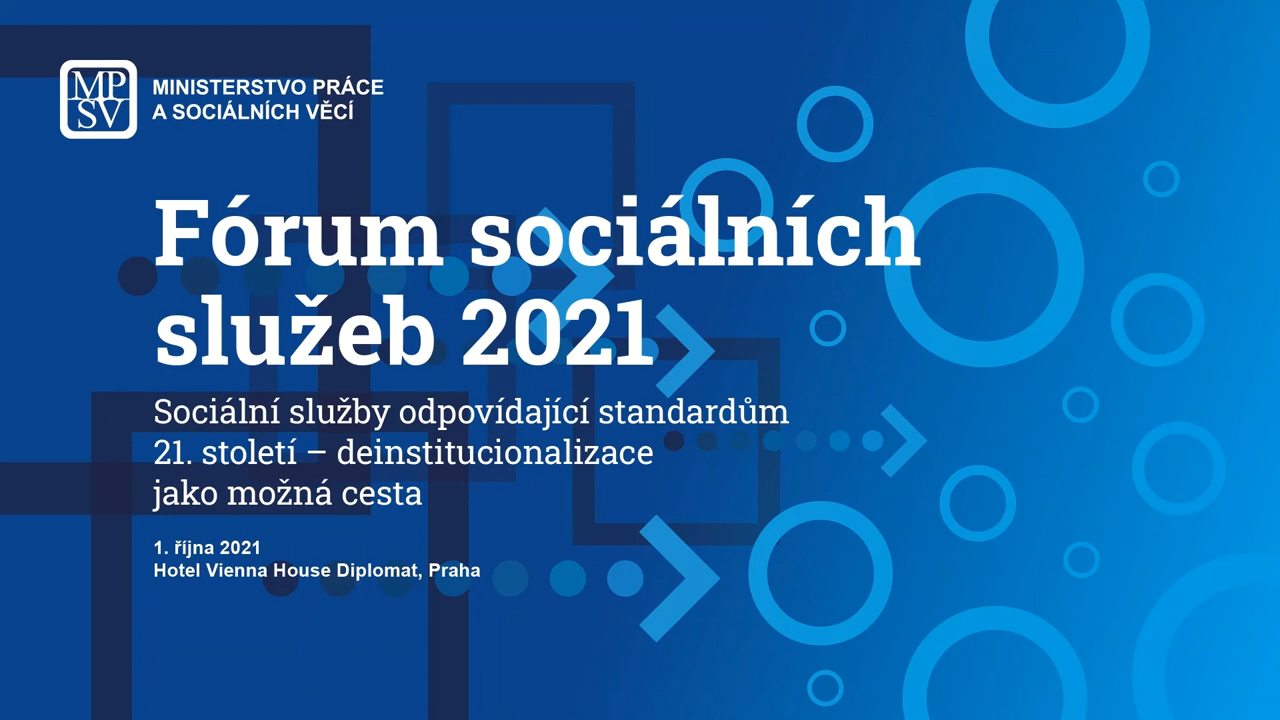 MP
SV
MINISTERSTVO PRÁCE
A SOCIÁLNÍCH VĚCÍ
Fórum sociálních
služeb 2021
Sociální služby odpovídající standardům
21. století – deinstitucionalizace
jako možná cesta
1. října 2021
Hotel Vienna House Diplomat, Praha